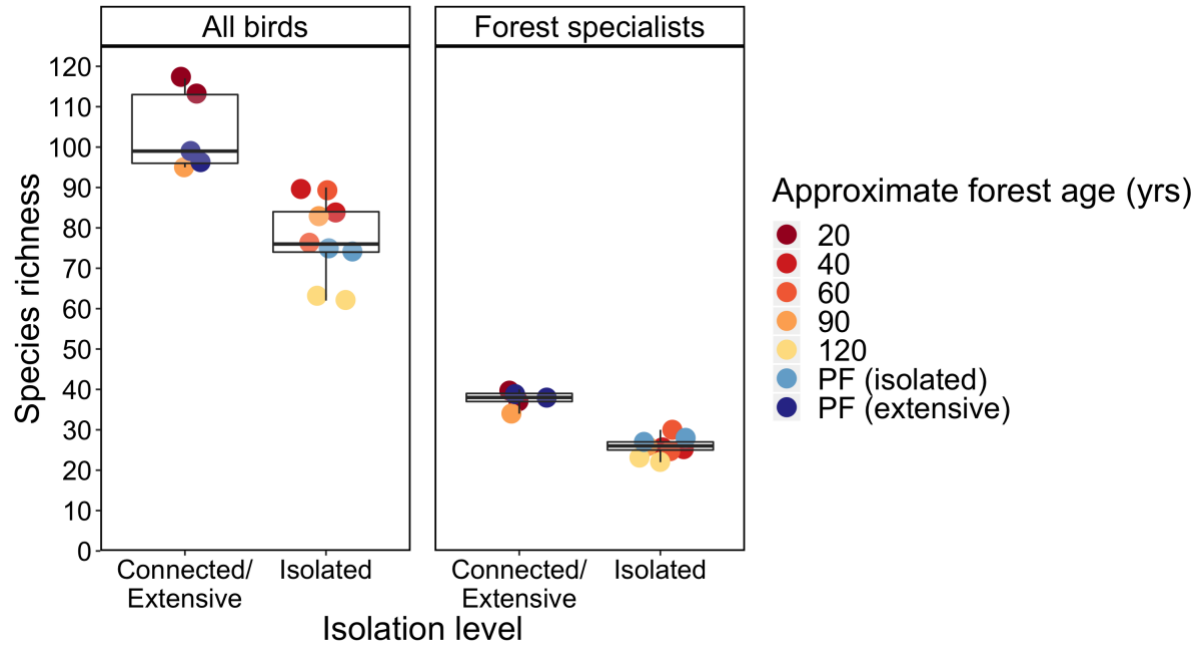 All birds
Forest specialists
Species richness
120
110
100
90
80
70
60
50
40
30
20
10
0
Connected/
Extensive
Isolated
Connected/
Extensive
Isolated
Isolation level
Approximate forest age (yrs)
20
40
60
90
120
PF (isolated)
PF (extensive)